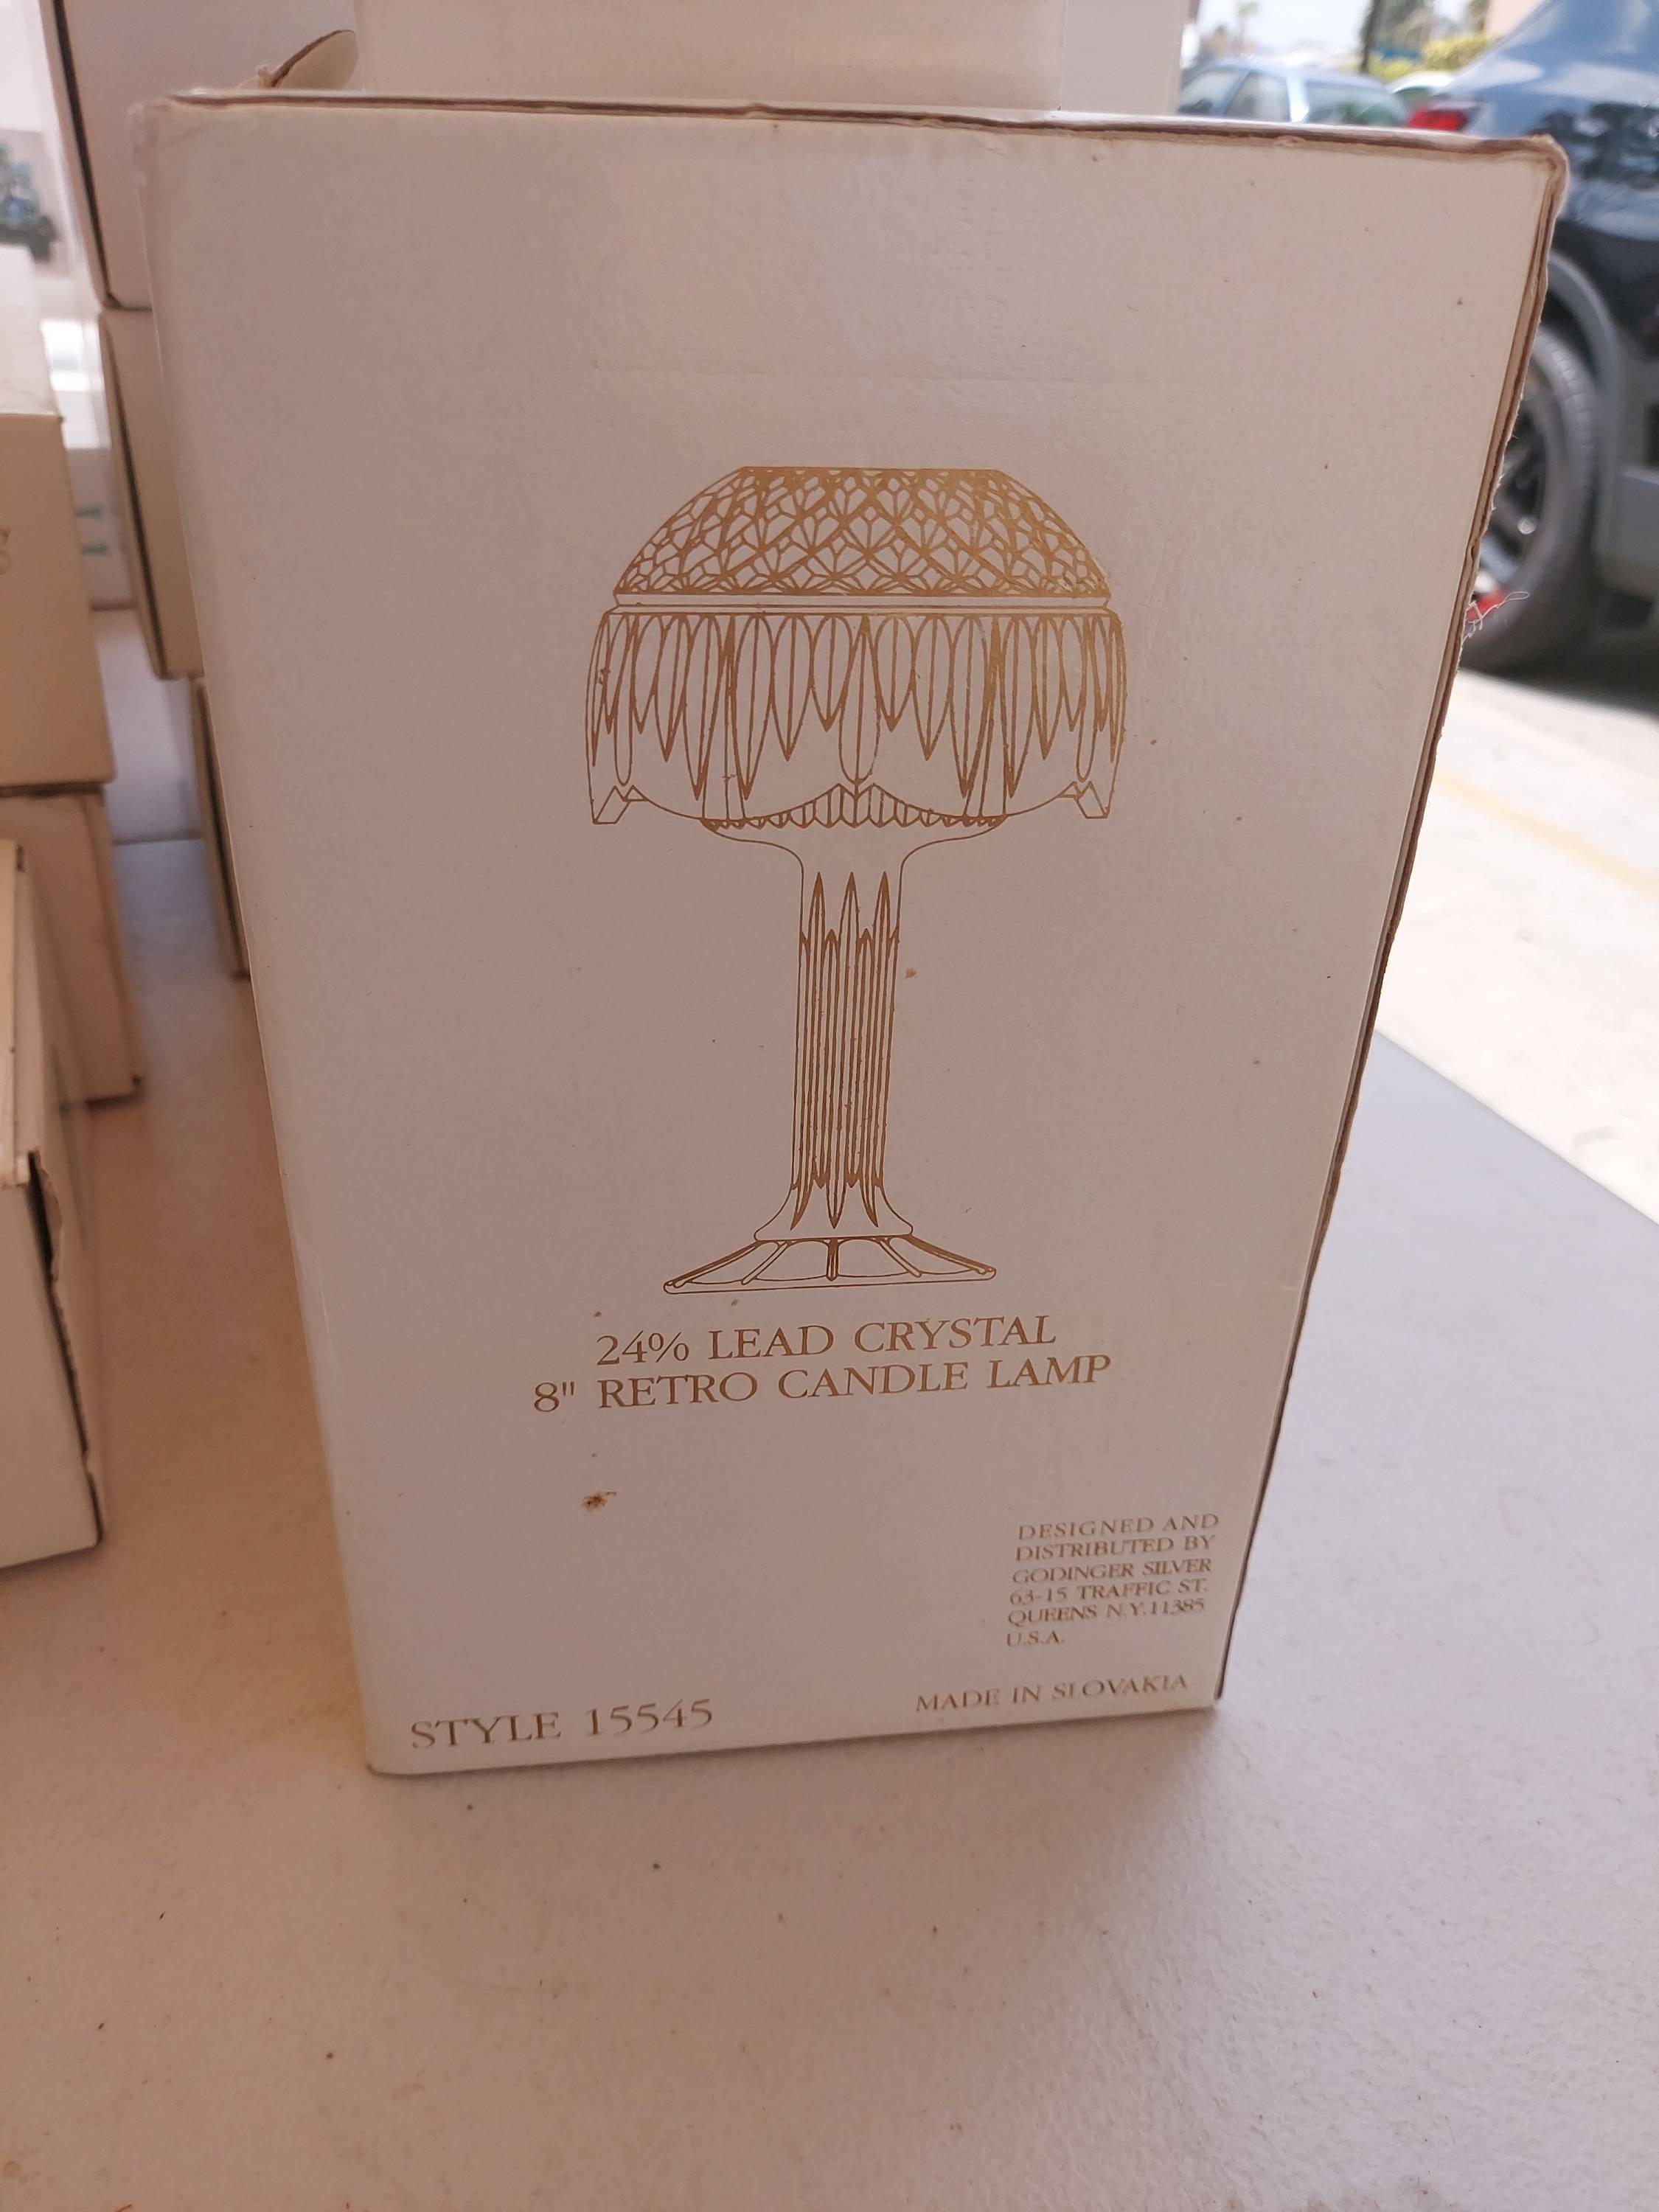 24% LEAD CRYSTAL
8" RETRO CANDLE LAMP
DESIGNED AND
DISTRIBUTED BY
GODINGER SILVER
63-15 TRAFFIC ST.
QUEENS N.Y.11385
U.S.A.
STYLE 15545
MADE IN SLOVAKIA